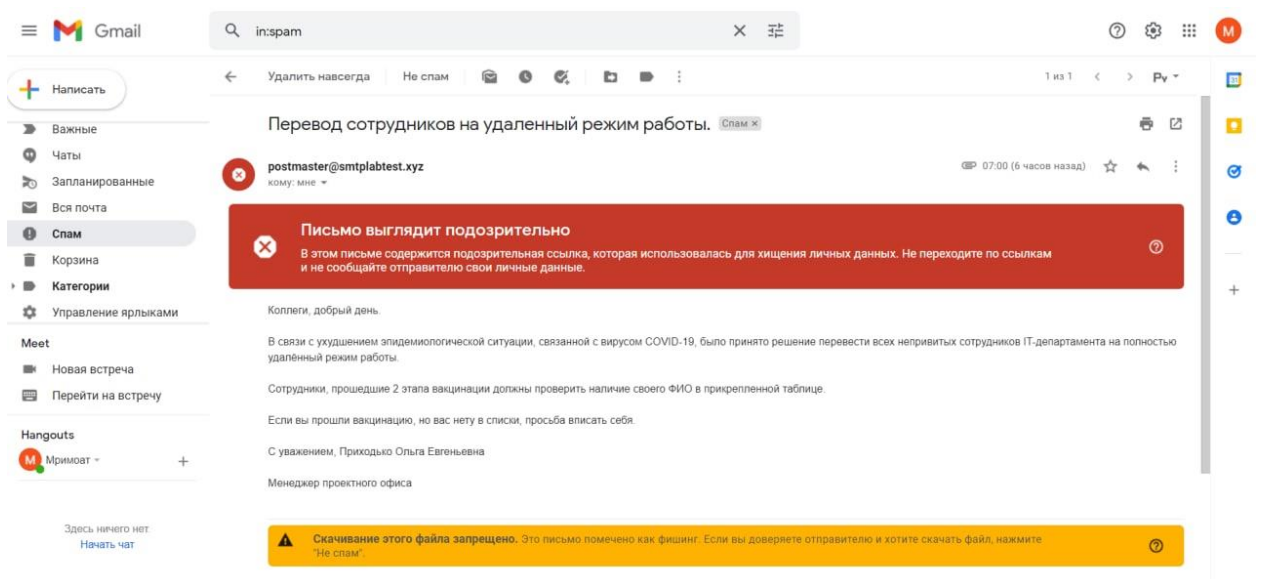 Gmail
in:spam
M
Написать
Удалить навсегда
Не спам
1 из 1
Ру
Важные
Чаты
Запланированные
Вся почта
Спам
Корзина
Категории
Управление ярлыками
Meet
Новая встреча
Перейти на встречу
Hangouts
М Мримоат
Здесь ничего нет
Начать чат
Перевод сотрудников на удаленный режим работы. Спам ×
postmaster@smtplabtest.xyz
07:00 (6 часов назад)
кому: мне
Письмо выглядит подозрительно
В этом письме содержится подозрительная ссылка, которая использовалась для хищения личных данных. Не переходите по ссылкам
и не сообщайте отправителю свои личные данные.
Коллеги, добрый день.
В связи с ухудшением эпидемиологической ситуации, связанной с вирусом COVID-19, было принято решение перевести всех непривитых сотрудников IT-департамента на полностью
удалённый режим работы.
Сотрудники, прошедшие 2 этапа вакцинации должны проверить наличие своего ФИО в прикрепленной таблице.
Если вы прошли вакцинацию, но вас нету в списки, просьба вписать себя.
С уважением, Приходько Ольга Евгеньевна
Менеджер проектного офиса
Скачивание этого файла запрещено. Это письмо помечено как фишинг. Если вы доверяете отправителю и хотите скачать файл, нажмите
"Не спам".